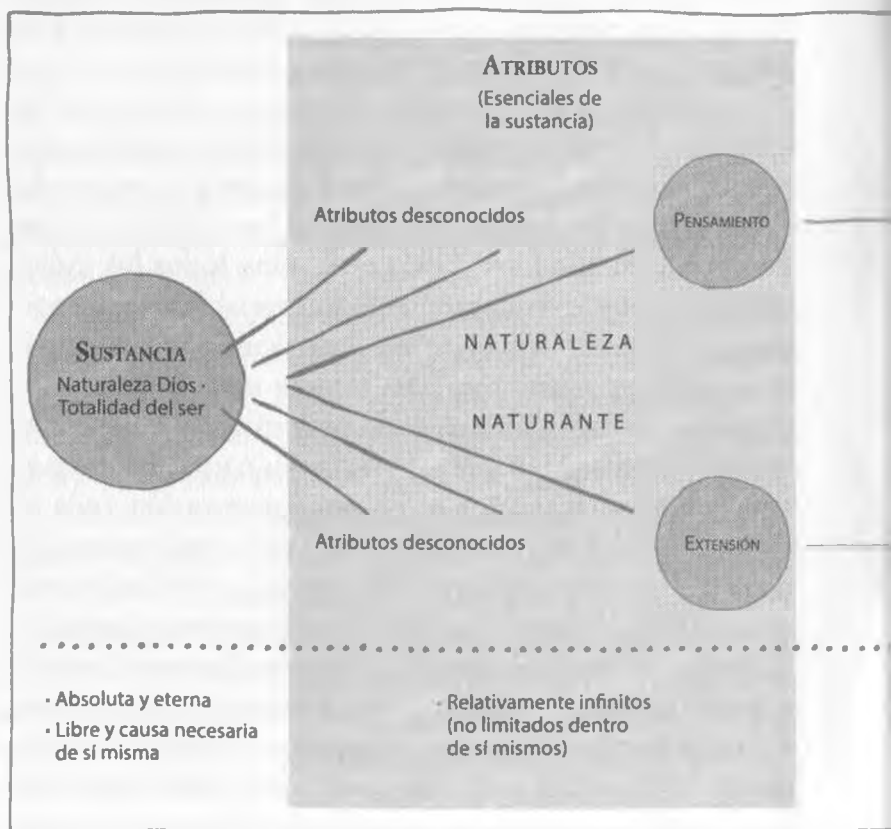 ATRIBUTOS
(Esenciales de
la sustancia)
Atributos desconocidos
PENSAMIENTO
SUSTANCIA
Naturaleza Dios ·
Totalidad del ser
NATURALEZA
NATURANTE
Atributos desconocidos
EXTENSIÓN
· Absoluta y eterna
· Libre y causa necesaria
de sí misma
· Relativamente infinitos
(no limitados dentro
de sí mismos)